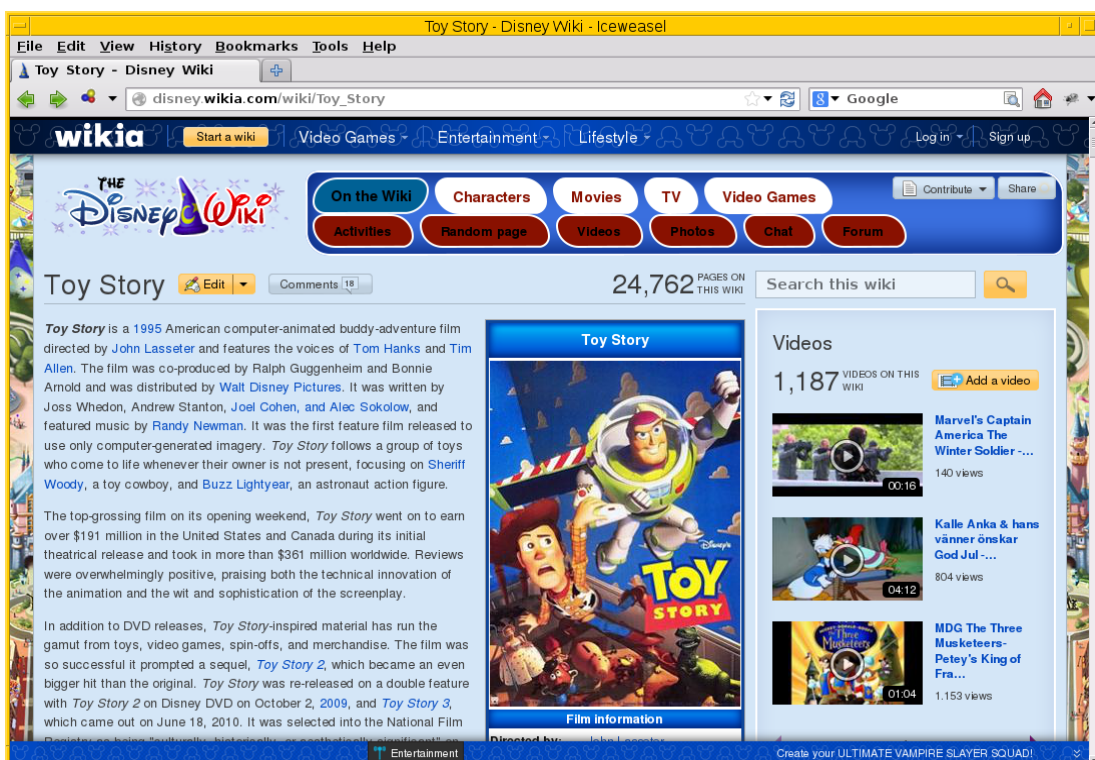 Toy Story - Disney Wiki - Iceweasel
File Edit View History Bookmarks Tools Help
Toy Story - Disney Wiki
disney.wikia.com/wiki/Toy_Story
Google
wikia
Start a wiki
Video Games
Entertainment
Lifestyle
Log in
Sign up
THE
DISNEY WIKI
On the Wiki
Characters
Movies
TV
Video Games
Contribute
Share
Activities
Random page
Videos
Photos
Chat
Forum
Toy Story
Edit
Comments 18
24,762 PAGES ON
THIS WIKI
Search this wiki
Toy Story is a 1995 American computer-animated buddy-adventure film
directed by John Lasseter and features the voices of Tom Hanks and Tim
Allen. The film was co-produced by Ralph Guggenheim and Bonnie
Arnold and was distributed by Walt Disney Pictures. It was written by
Joss Whedon, Andrew Stanton, Joel Cohen, and Alec Sokolow, and
featured music by Randy Newman. It was the first feature film released to
use only computer-generated imagery. Toy Story follows a group of toys
who come to life whenever their owner is not present, focusing on Sheriff
Woody, a toy cowboy, and Buzz Lightyear, an astronaut action figure.
The top-grossing film on its opening weekend, Toy Story went on to earn
over $191 million in the United States and Canada during its initial
theatrical release and took in more than $361 million worldwide. Reviews
were overwhelmingly positive, praising both the technical innovation of
the animation and the wit and sophistication of the screenplay.
In addition to DVD releases, Toy Story-inspired material has run the
gamut from toys, video games, spin-offs, and merchandise. The film was
so successful it prompted a sequel, Toy Story 2, which became an even
bigger hit than the original. Toy Story was re-released on a double feature
with Toy Story 2 on Disney DVD on October 2, 2009, and Toy Story 3,
which came out on June 18, 2010. It was selected into the National Film
Registry as being "culturally, historically, or aesthetically significant" on
Toy Story
Disney's
TOY
STORY
Film information
Directed by: John Lasseter
Videos
1,187 VIDEOS ON THIS
WIKI
Add a video
00:16
Marvel's Captain
America The
Winter Soldier -...
140 views
04:12
Kalle Anka & hans
vänner önskar
God Jul -...
804 views
The Three
Musketeers
01:04
MDG The Three
Musketeers-
Petey's King of
Fra...
1.153 views
Entertainment
Create your ULTIMATE VAMPIRE SLAYER SQUAD!